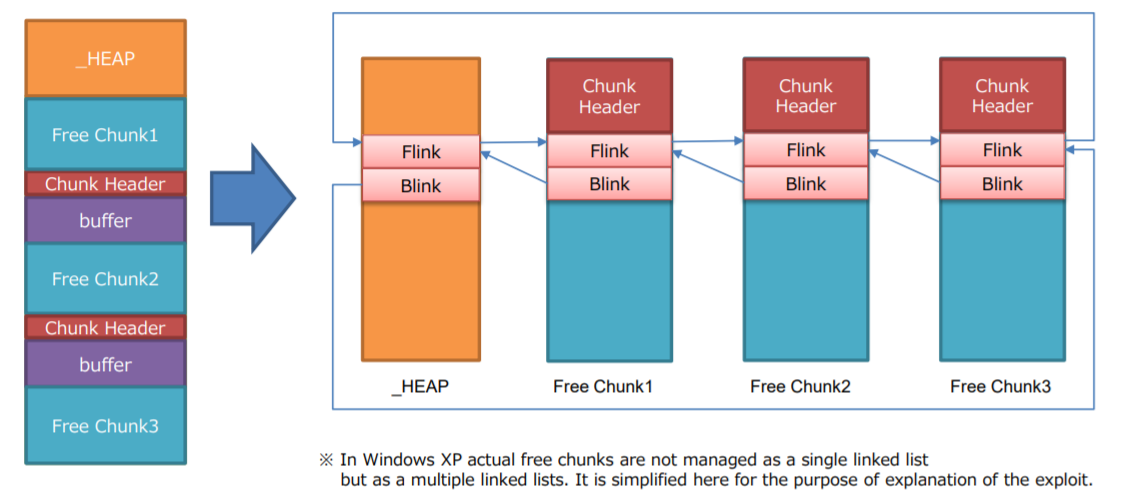 _HEAP
Free Chunk1
Chunk Header
buffer
Free Chunk2
Chunk Header
buffer
Free Chunk3
Flink
Blink
_HEAP
Chunk
Header
Flink
Blink
Free Chunk1
Chunk
Header
Flink
Blink
Free Chunk2
Chunk
Header
Flink
Blink
Free Chunk3
※ In Windows XP actual free chunks are not managed as a single linked list
but as a multiple linked lists. It is simplified here for the purpose of explanation of the exploit.